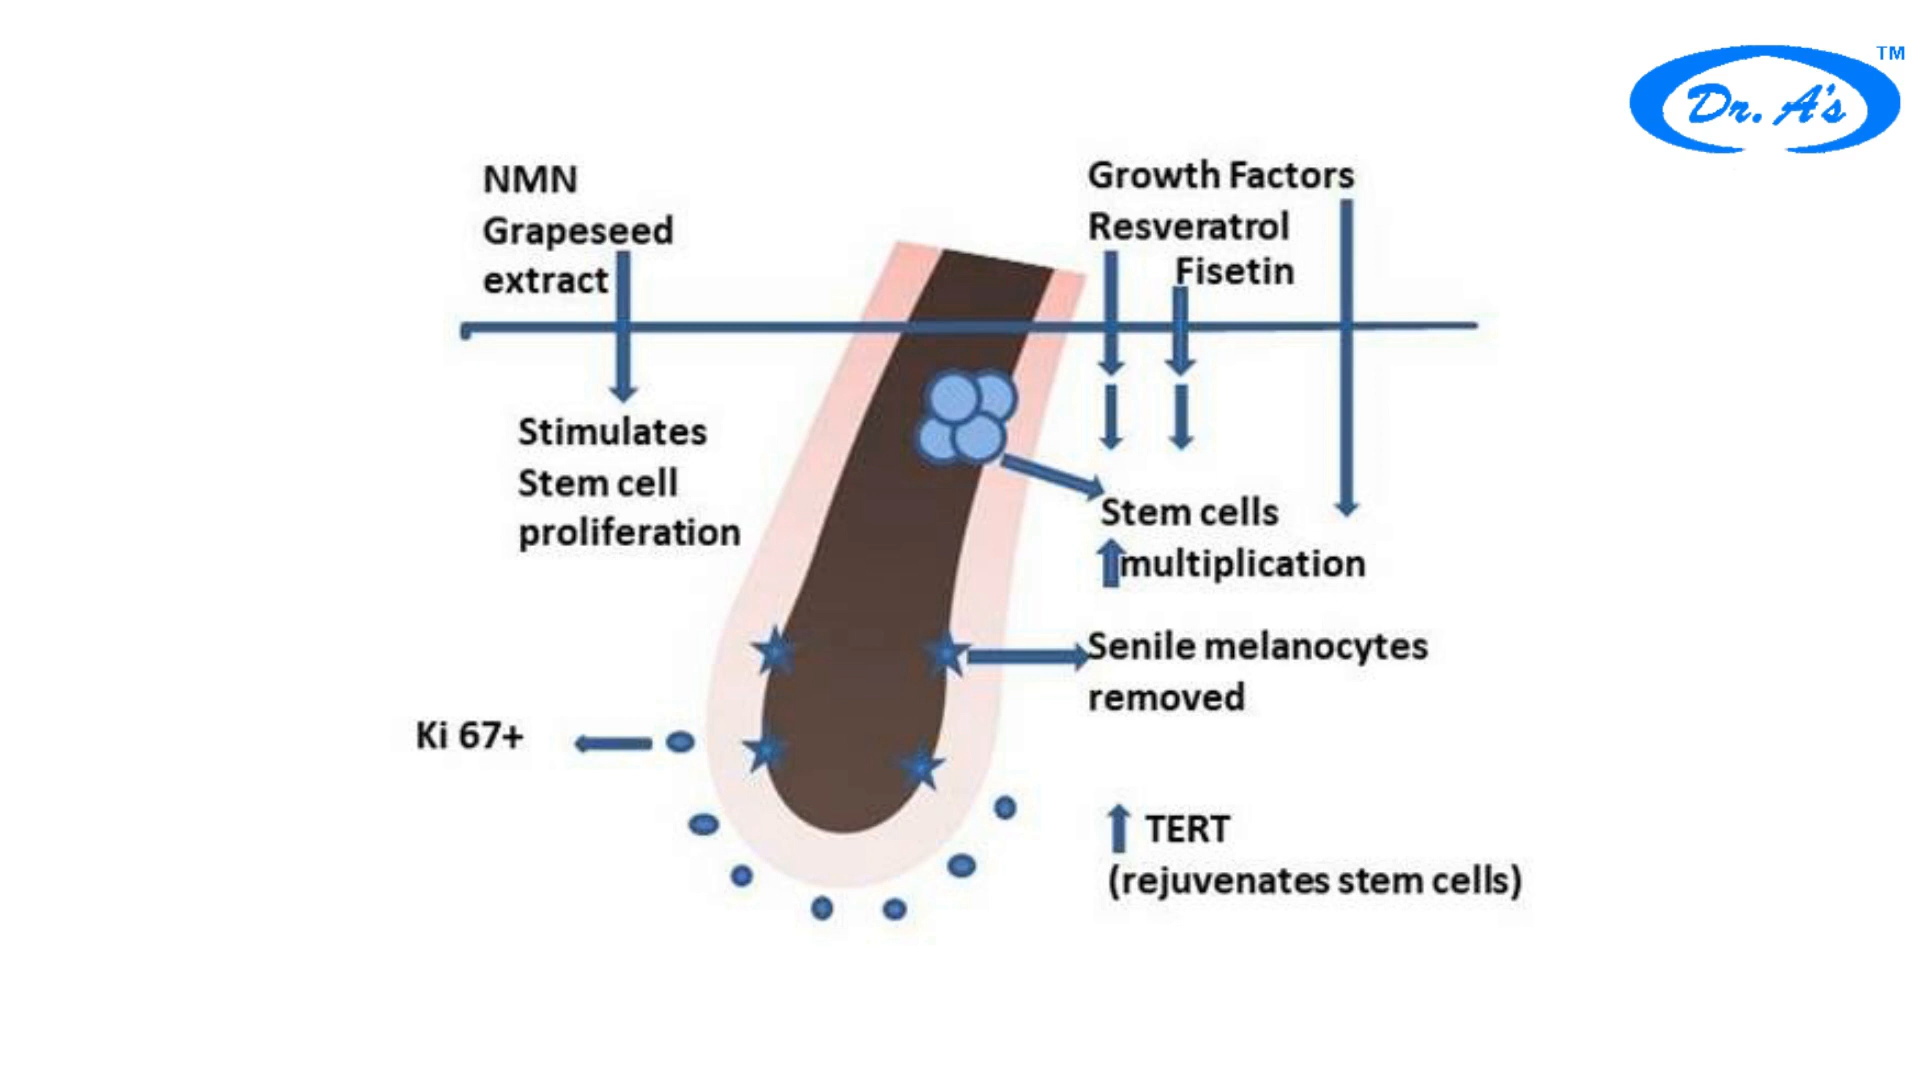 TM
Dr. A's
NMN
Grapeseed
extract
Growth Factors
Resveratrol
Fisetin
Stimulates
Stem cell
proliferation
Stem cells
multiplication
Senile melanocytes
removed
Ki 67+
TERT
(rejuvenates stem cells)